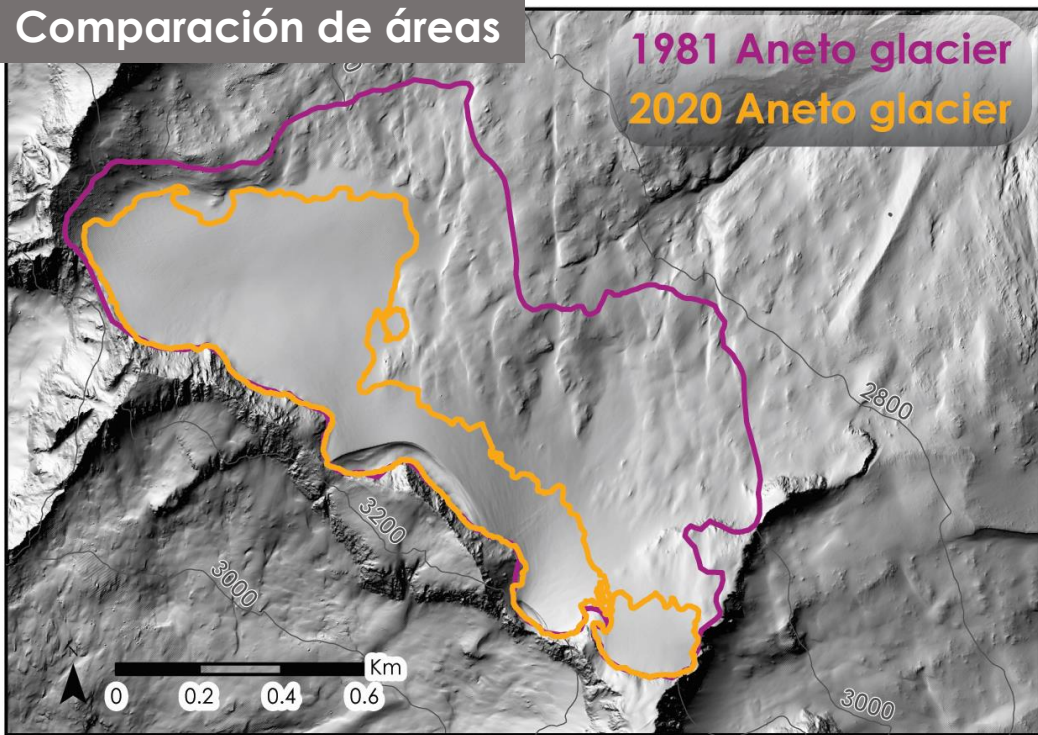 Comparación de áreas
1981 Aneto glacier
2020 Aneto glacier
2800
3200
3000
Km
0 0.2 0.4 0.6
3000